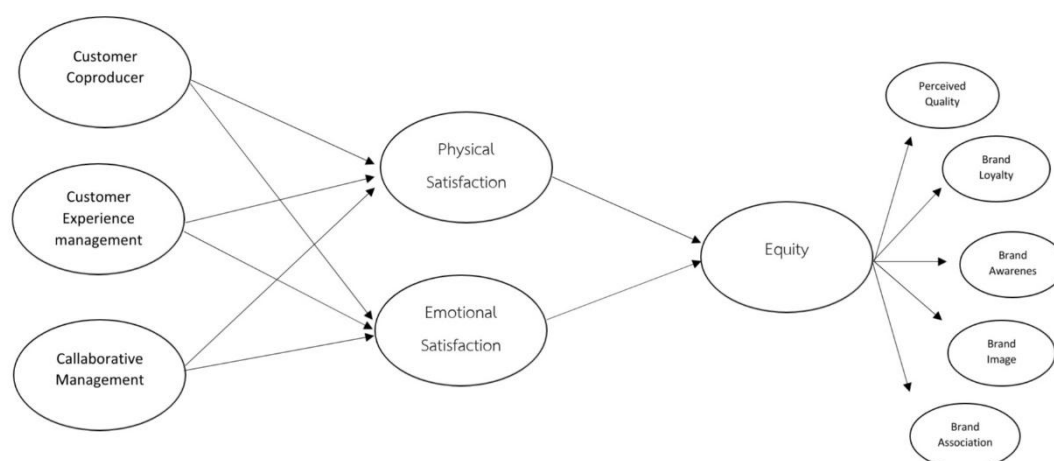 Customer
Coproducer
Customer
Experience
management
Callaborative
Management
Physical
Satisfaction
Emotional
Satisfaction
Equity
Perceived
Quality
Brand
Loyalty
Brand
Awarenes
Brand
Image
Brand
Association